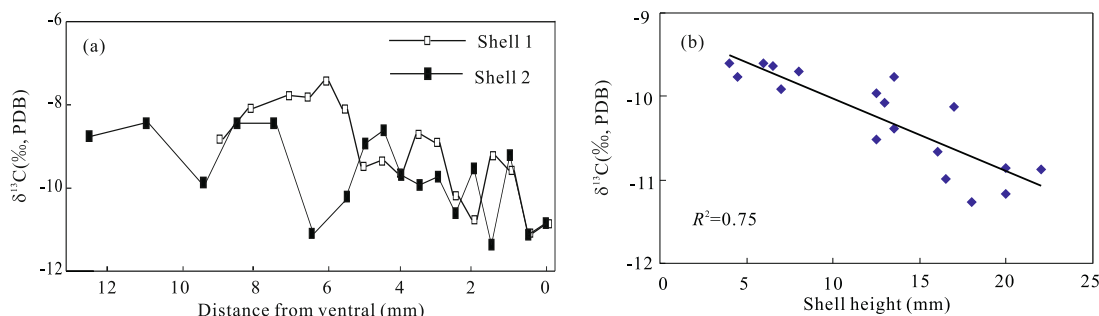 (a)
Shell 1
Shell 2
-6
-8
-10
-12
δ¹³C(‰, PDB)
12 10 8 6 4 2 0
Distance from ventral (mm)
(b)
-9
-10
-11
-12
δ¹³C(‰, PDB)
R²=0.75
0 5 10 15 20 25
Shell height (mm)